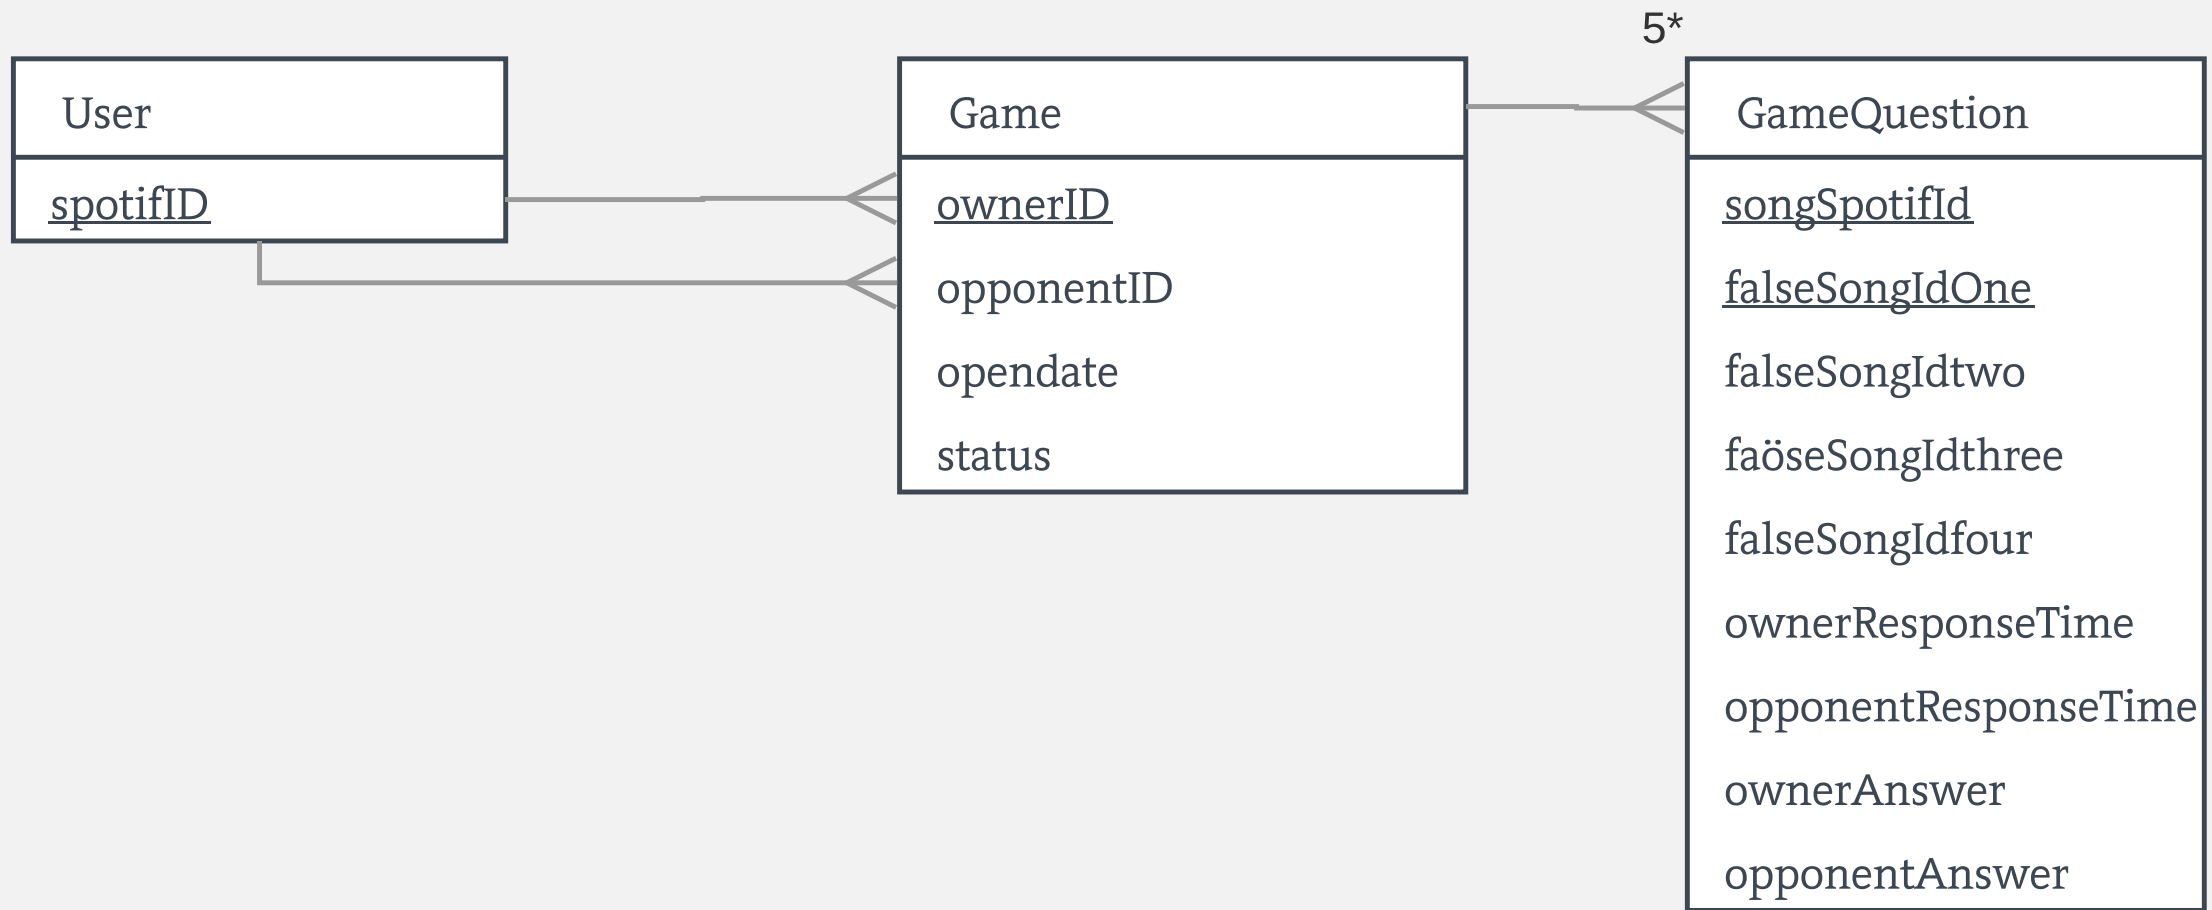 User
spotifID
Game
ownerID
opponentID
opendate
status
5*
GameQuestion
songSpotifId
falseSongIdOne
falseSongIdtwo
faöseSongIdthree
falseSongIdfour
ownerResponseTime
opponentResponseTime
ownerAnswer
opponentAnswer